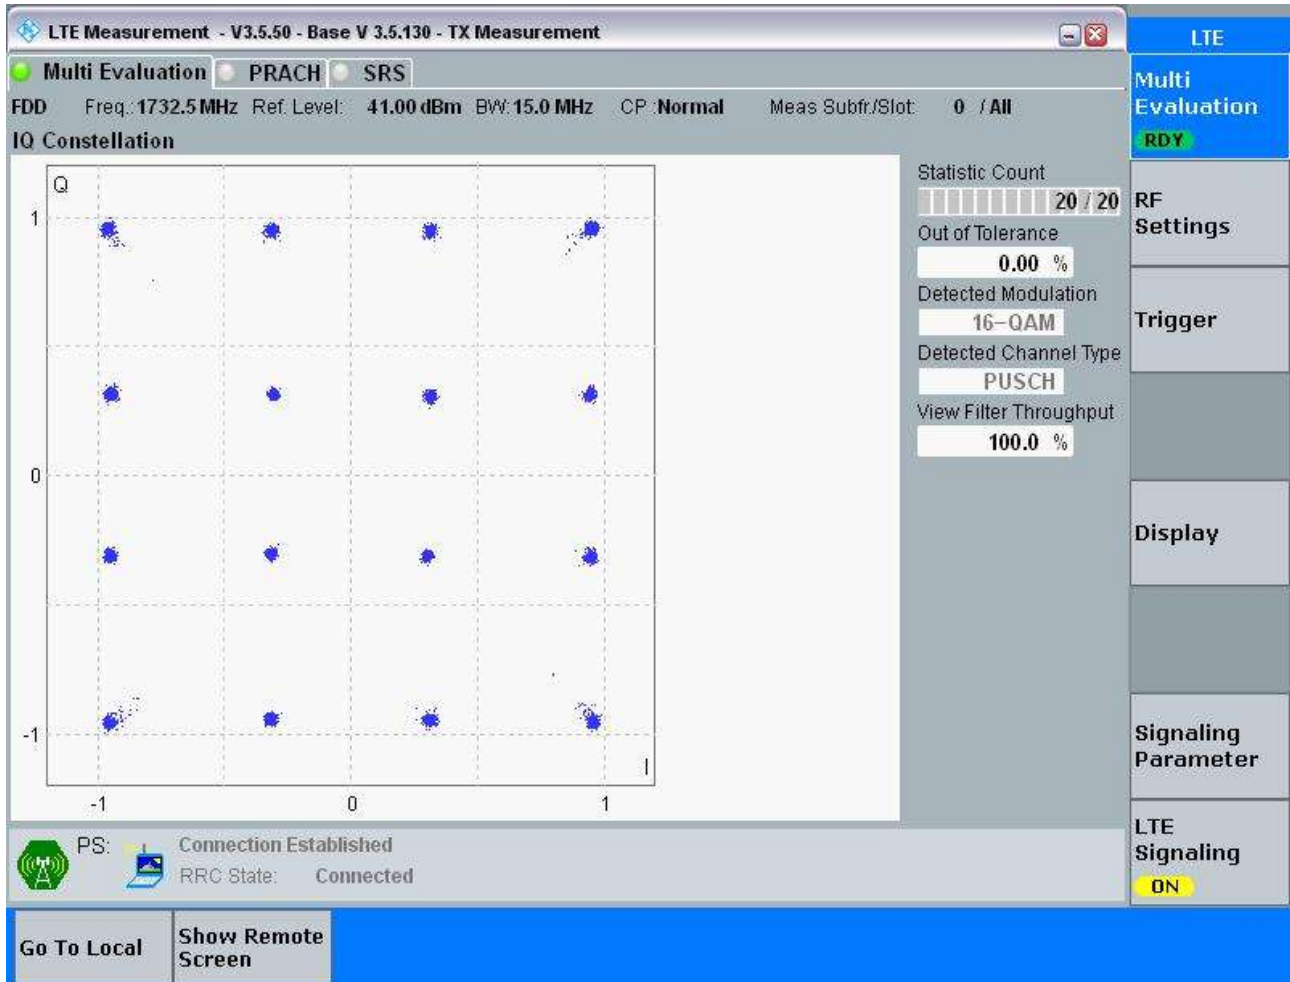 LTE Measurement - V3.5.50 - Base V 3.5.130 - TX Measurement
LTE
Multi Evaluation PRACH SRS
FDD Freq.:1732.5 MHz Ref. Level: 41.00 dBm BW:15.0 MHz CP :Normal Meas Subfr./Slot: 0 / All
IQ Constellation
Q
1
0
-1
-1 0 1
I
Statistic Count
20 / 20
Out of Tolerance
0.00 %
Detected Modulation
16-QAM
Detected Channel Type
PUSCH
View Filter Throughput
100.0 %
Multi
Evaluation
RDY
RF
Settings
Trigger
Display
Signaling
Parameter
LTE
Signaling
ON
PS: Connection Established
RRC State: Connected
Go To Local
Show Remote
Screen